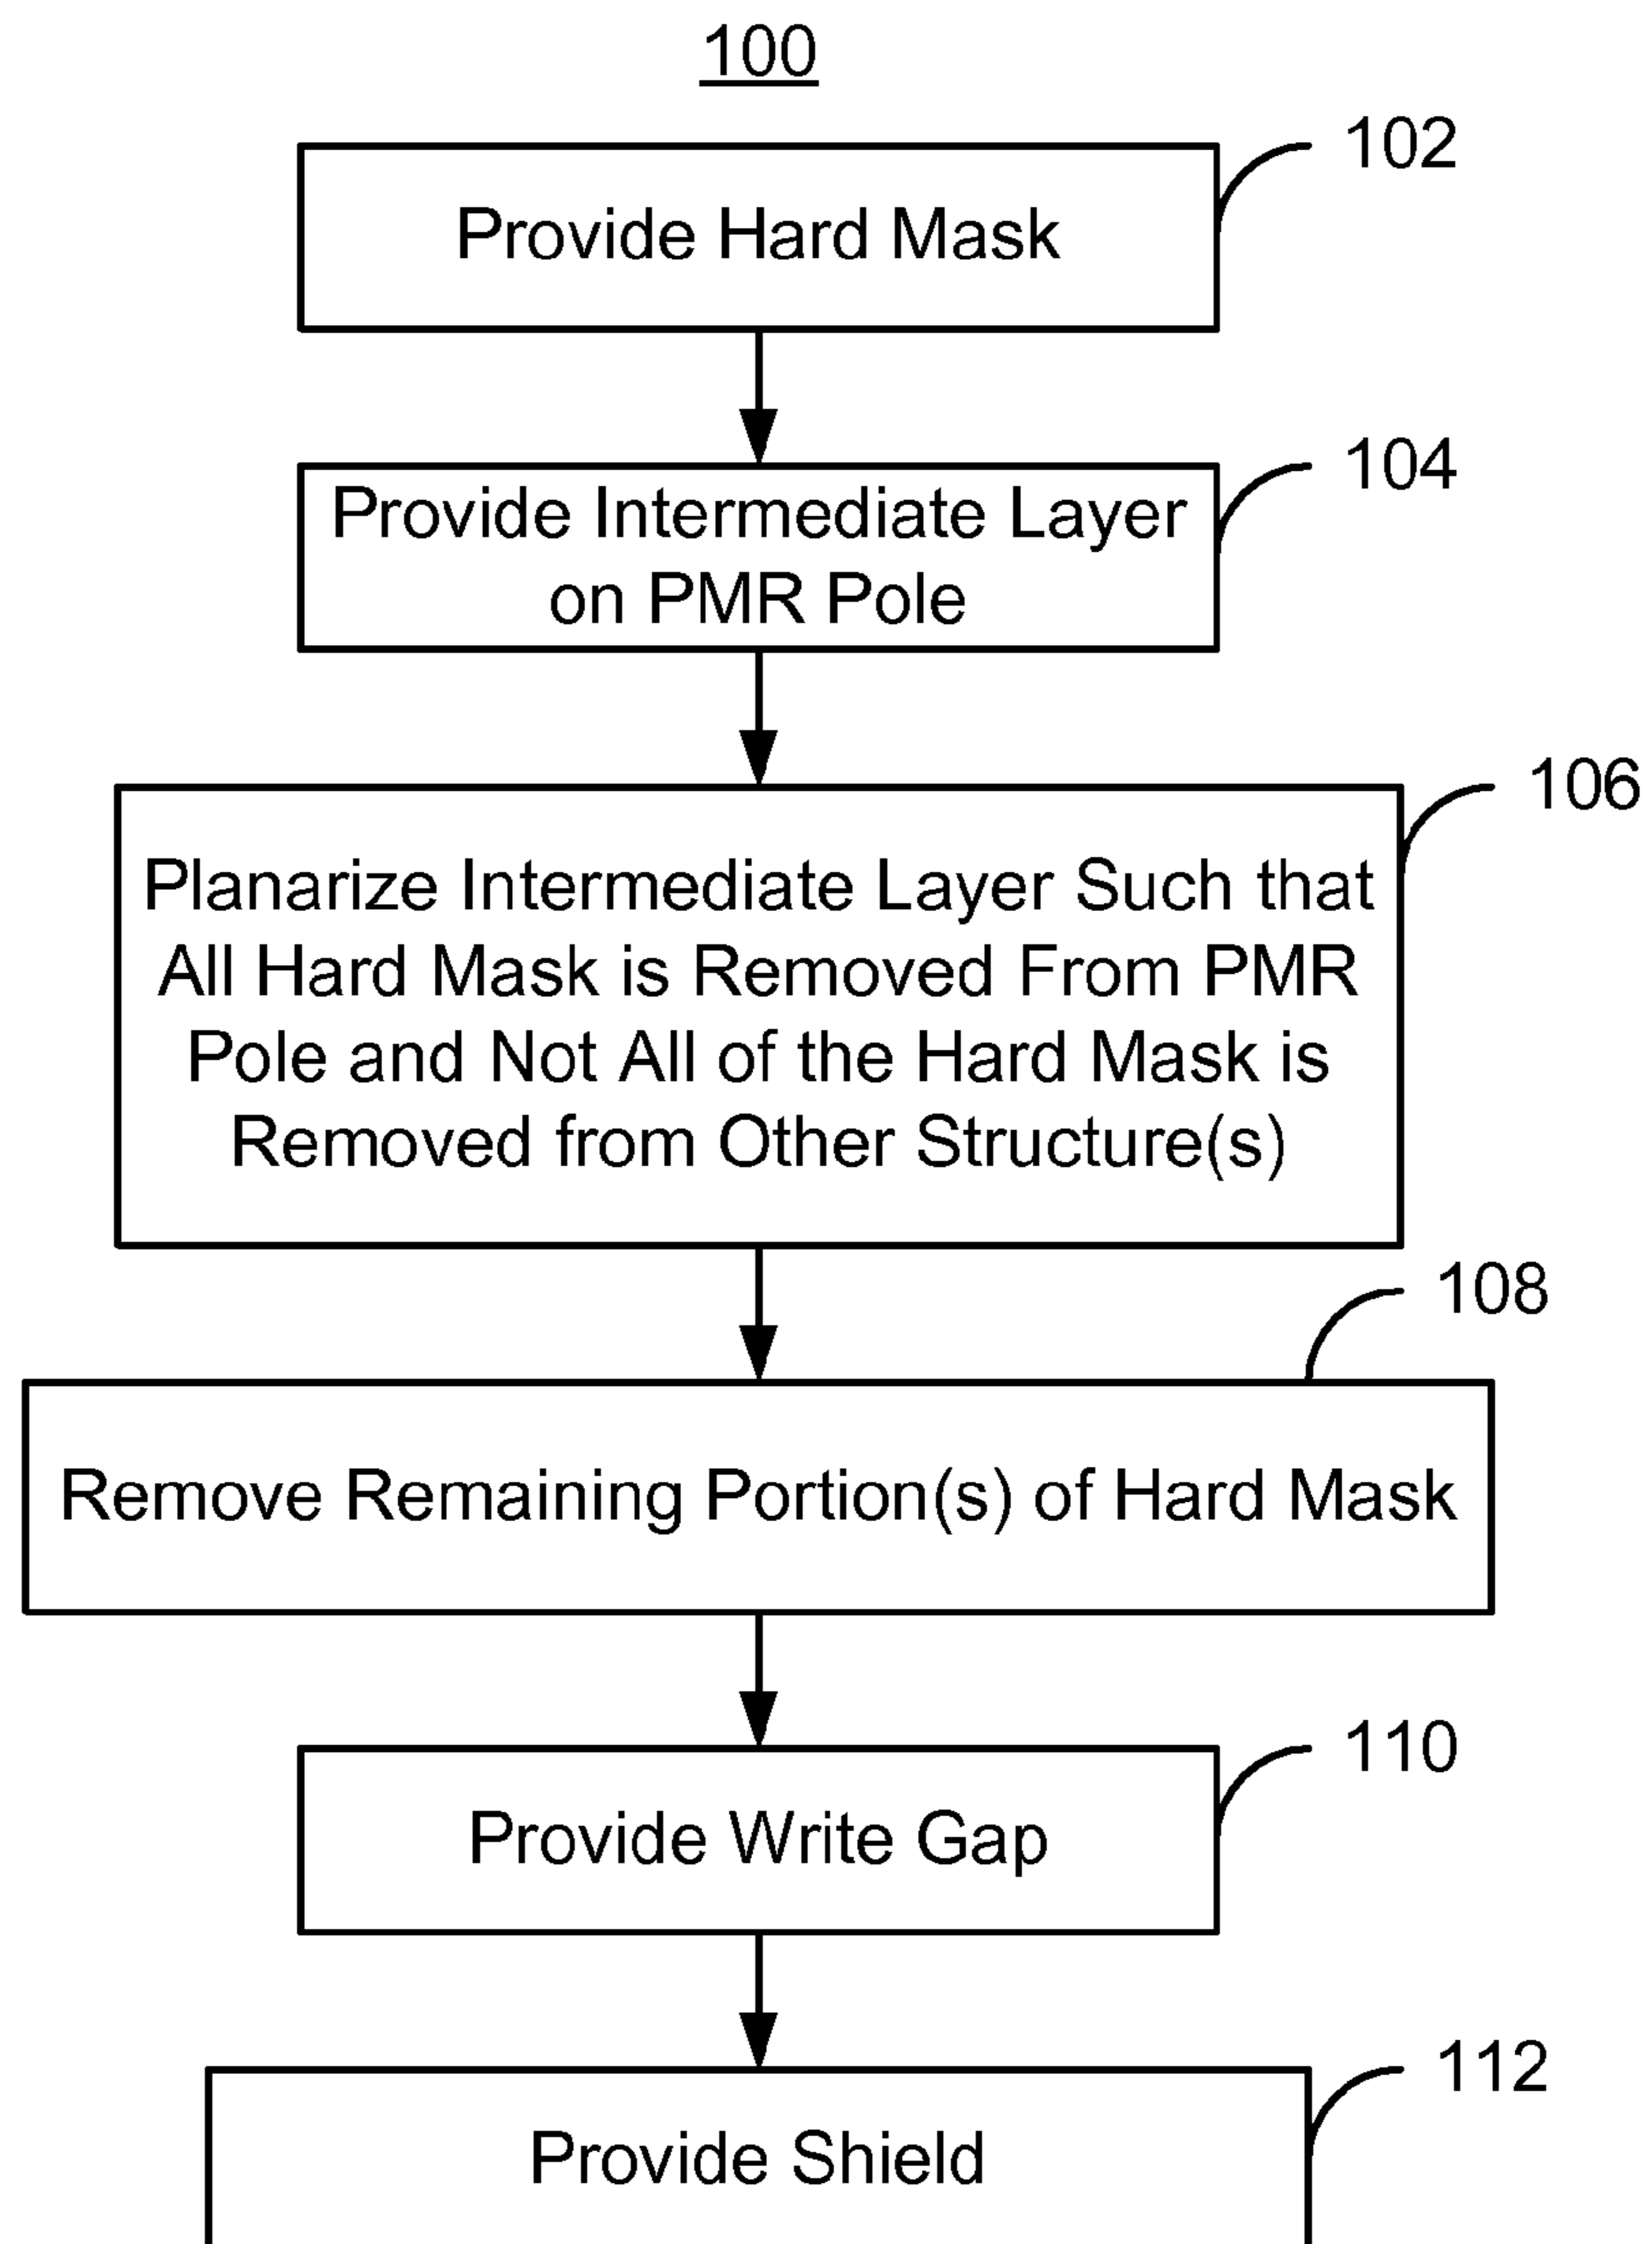 100
102
Provide Hard Mask
104
Provide Intermediate Layer
on PMR Pole
106
Planarize Intermediate Layer Such that
All Hard Mask is Removed From PMR
Pole and Not All of the Hard Mask is
Removed from Other Structure(s)
108
Remove Remaining Portion(s) of Hard Mask
110
Provide Write Gap
112
Provide Shield